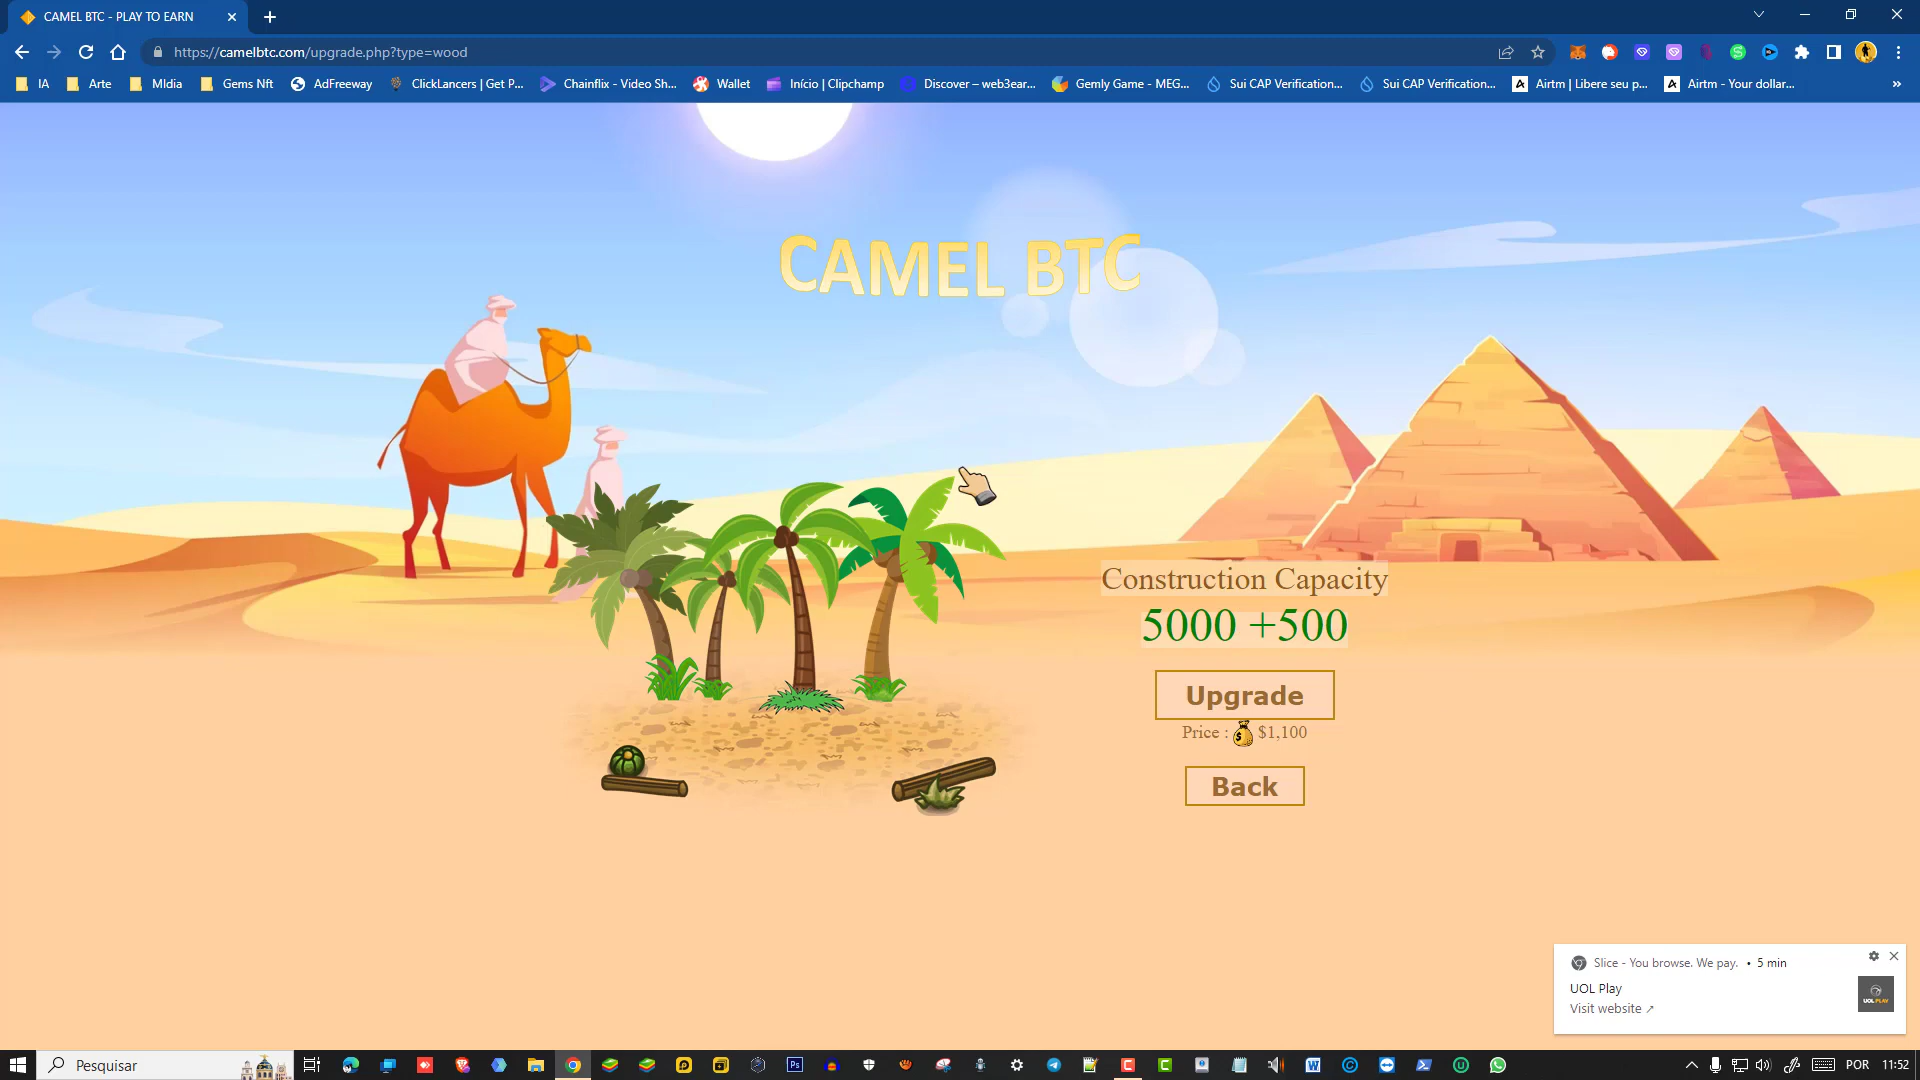 CAMEL BTC - PLAY TO EARN
https://camelbtc.com/upgrade.php?type=wood
IA
Arte
MIdia
Gems Nft
AdFreeway
ClickLancers | Get P...
Chainflix - Video Sh...
Wallet
Início | Clipchamp
Discover – web3ear...
Gemly Game - MEG...
Sui CAP Verification...
Sui CAP Verification...
Airtm | Libere seu p...
Airtm - Your dollar...
CAMEL BTC
Construction Capacity
5000 +500
Upgrade
Price : $1,100
Back
Slice - You browse. We pay. • 5 min
UOL Play
Visit website
UOL PLAY
Pesquisar
POR
11:52